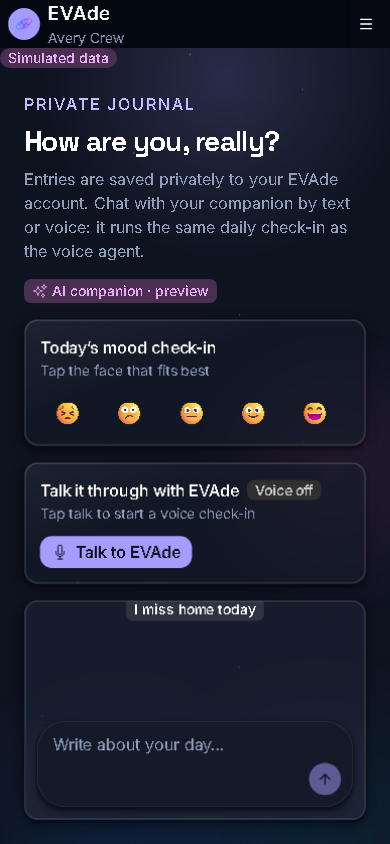 EVAde
Avery Crew
Simulated data
PRIVATE JOURNAL
How are you, really?
Entries are saved privately to your EVAde
account. Chat with your companion by text
or voice: it runs the same daily check-in as
the voice agent.
AI companion · preview
Today's mood check-in
Tap the face that fits best
Talk it through with EVAde
Voice off
Tap talk to start a voice check-in
Talk to EVAde
I miss home today
Write about your day...